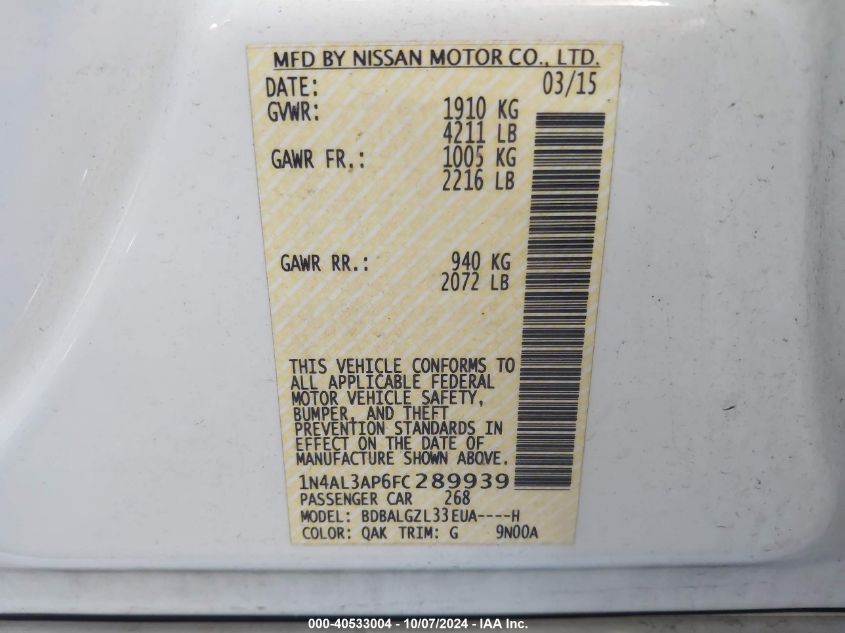 MFD BY NISSAN MOTOR CO., LTD.
DATE: 03/15
GVWR: 1910 KG
4211 LB
GAWR FR.: 1005 KG
2216 LB
GAWR RR.: 940 KG
2072 LB
THIS VEHICLE CONFORMS TO
ALL APPLICABLE FEDERAL
MOTOR VEHICLE SAFETY,
BUMPER, AND THEFT
PREVENTION STANDARDS IN
EFFECT ON THE DATE OF
MANUFACTURE SHOWN ABOVE.
1N4AL3AP6FC289939
PASSENGER CAR 268
MODEL: BDBALGZL33EUA----H
COLOR: QAK TRIM: G 9N00A
000-40533004 - 10/07/2024 - IAA Inc.